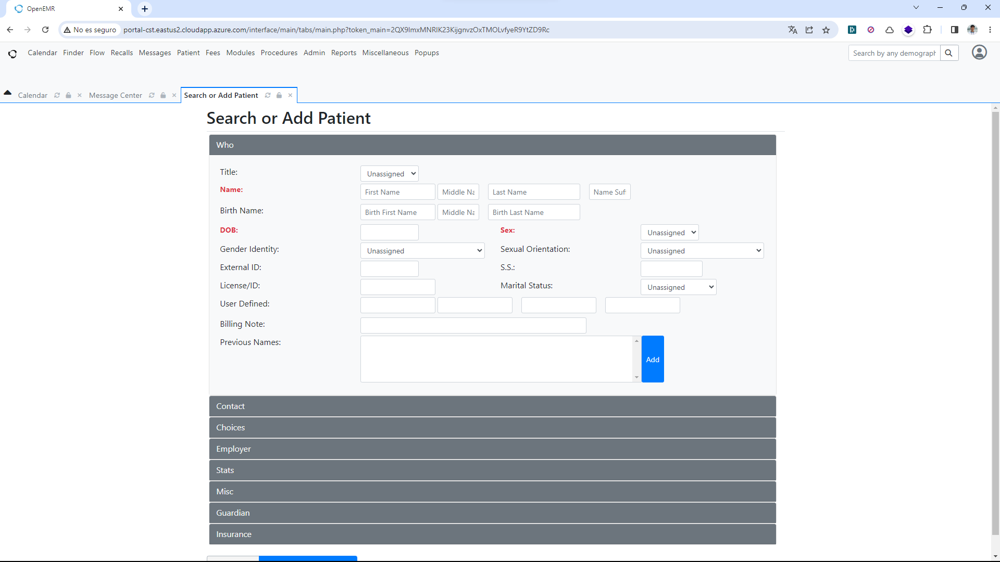 OpenEMR
No es seguro portal-cst.eastus2.cloudapp.azure.com/interface/main/tabs/main.php?token_main=2QX9ImxMNRIK23KijgnvzOxTMOLvfyeR9YtZD9Rc
Calendar Finder Flow Recalls Messages Patient Fees Modules Procedures Admin Reports Miscellaneous Popups Search by any demograph
Calendar Message Center Search or Add Patient
Search or Add Patient
Who
Title: Unassigned
Name: First Name Middle Na Last Name Name Suf
Birth Name: Birth First Name Middle Na Birth Last Name
DOB: Sex: Unassigned
Gender Identity: Unassigned Sexual Orientation: Unassigned
External ID: S.S.:
License/ID: Marital Status: Unassigned
User Defined:
Billing Note:
Previous Names: Add
Contact
Choices
Employer
Stats
Misc
Guardian
Insurance